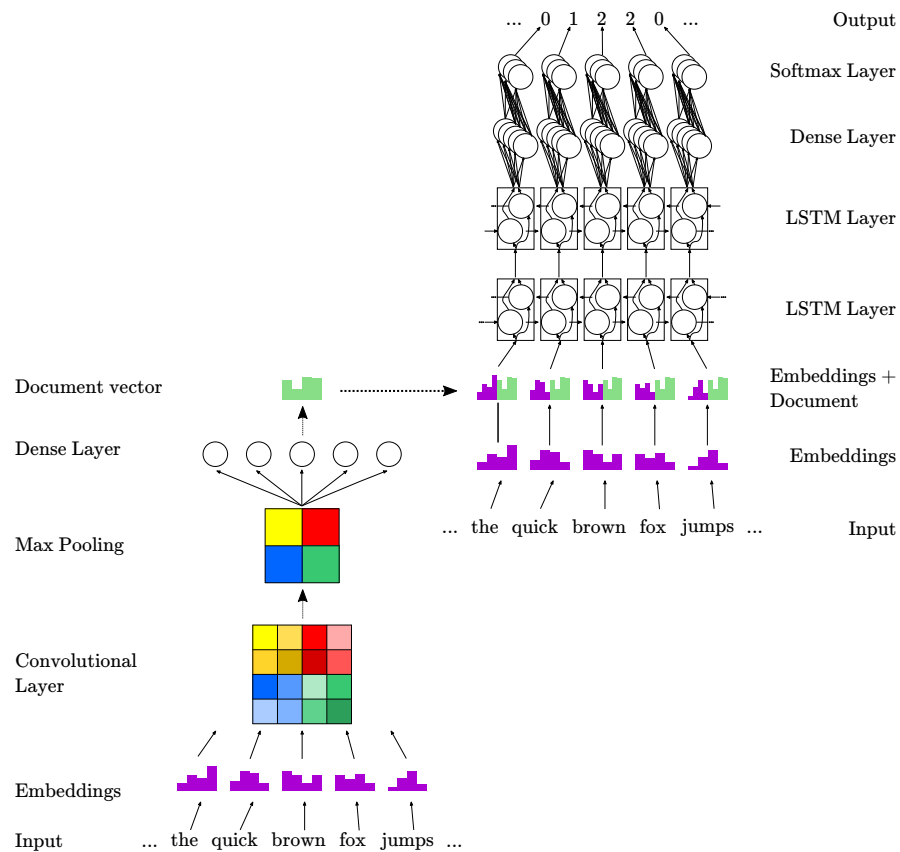 ... 0 1 2 2 0 ... Output
Softmax Layer
Dense Layer
LSTM Layer
LSTM Layer
Document vector
Embeddings +
Document
Dense Layer
Embeddings
... the quick brown fox jumps ... Input
Max Pooling
Convolutional
Layer
Embeddings
Input ... the quick brown fox jumps ...